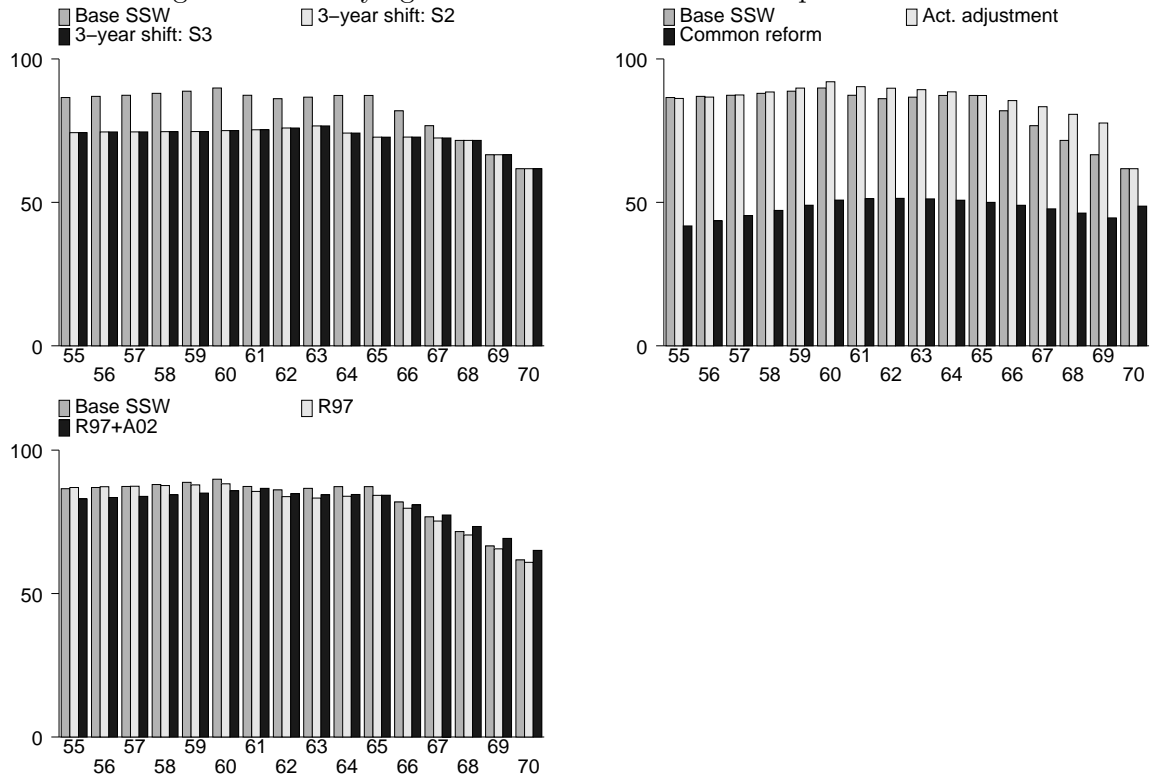 Base SSW 3−year shift: S2
3−year shift: S3
100
50
0
55 57 59 61 63 65 67 69
56 58 60 62 64 66 68 70
Base SSW Act. adjustment
Common reform
100
50
0
55 57 59 61 63 65 67 69
56 58 60 62 64 66 68 70
Base SSW R97
R97+A02
100
50
0
55 57 59 61 63 65 67 69
56 58 60 62 64 66 68 70